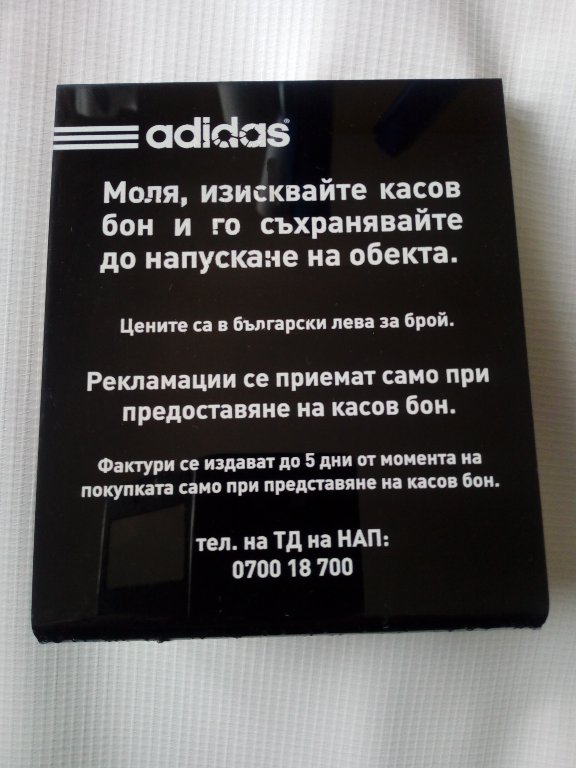 adidas®
Моля, изисквайте касов
бон и го съхранявайте
до напускане на обекта.
Цените са в български лева за брой.
Рекламации се приемат само при
предоставяне на касов бон.
Фактури се издават до 5 дни от момента на
покупката само при представяне на касов бон.
тел. на ТД на НАП:
0700 18 700